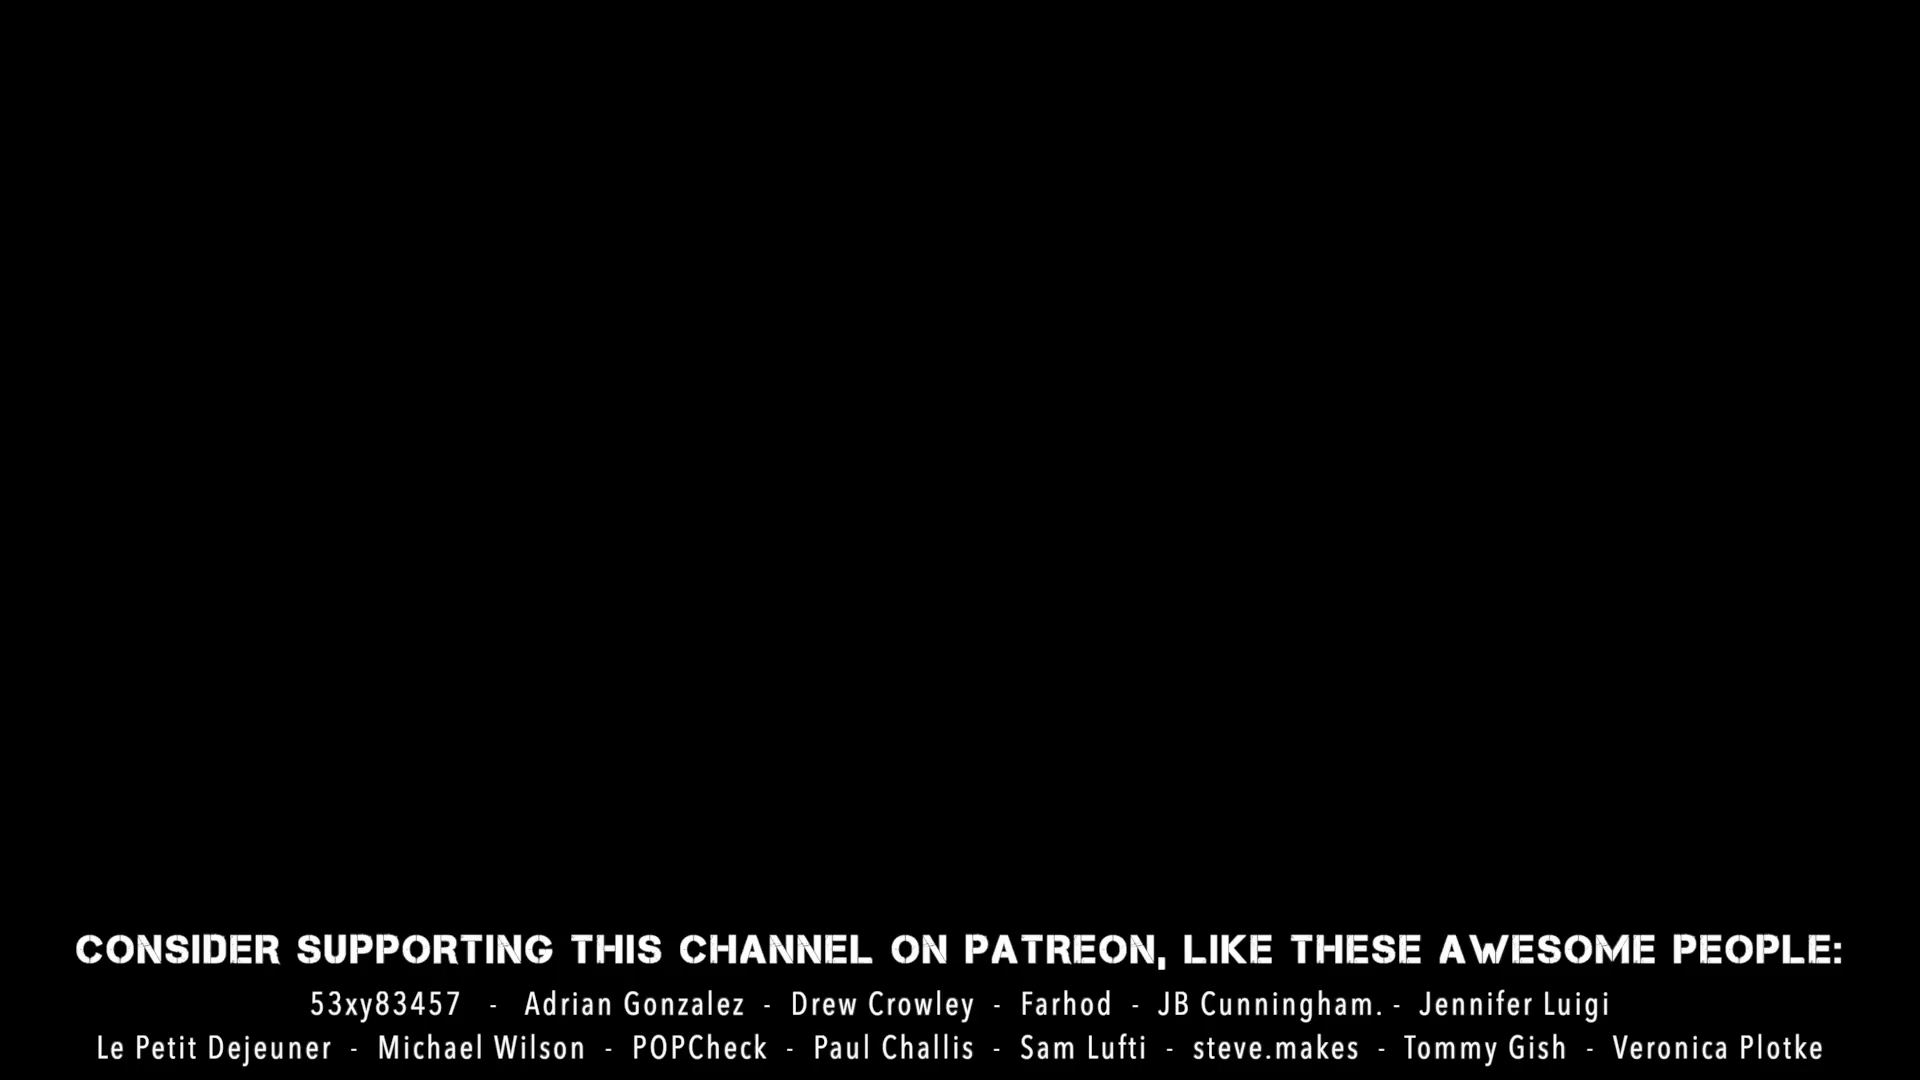 CONSIDER SUPPORTING THIS CHANNEL ON PATREON, LIKE THESE AWESOME PEOPLE:
53xy83457 - Adrian Gonzalez - Drew Crowley - Farhod - JB Cunningham. - Jennifer Luigi
Le Petit Dejeuner - Michael Wilson - POPCheck - Paul Challis - Sam Lufti - steve.makes - Tommy Gish - Veronica Plotke